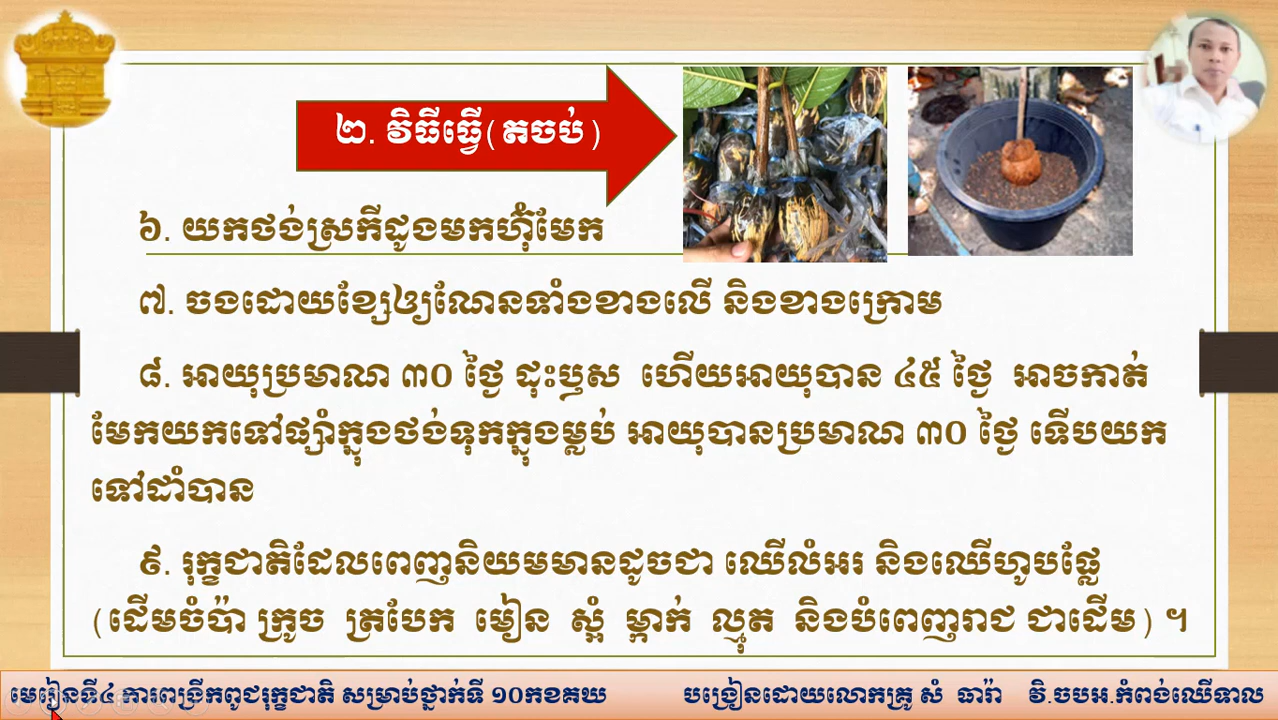 ២. វិធីធ្វើ(តចប់)
៦. យកថង់ស្រកីដូងមកហ៊ុំមែក
៧. ចងដោយខ្សែឲ្យណែនទាំងខាងលើ និងខាងក្រោម
៨. អាយុប្រមាណ ៣០ ថ្ងៃ ដុះឫស ហើយអាយុបាន ៤៥ ថ្ងៃ អាចកាត់
មែកយកទៅផ្សាំក្នុងថង់ទុកក្នុងម្លប់ អាយុបានប្រមាណ ៣០ ថ្ងៃ ទើបយក
ទៅដាំបាន
៩. រុក្ខជាតិដែលពេញនិយមមានដូចជា ឈើលំអរ និងឈើហូបផ្លែ
(ដើមចំប៉ា ក្រូច ត្របែក មៀន ស្អំ ម្កាក់ ល្មុត និងបំពេញរាជ ជាដើម) ។
មេរៀនទី៤ ការពង្រីកពូជរុក្ខជាតិ សម្រាប់ថ្នាក់ទី ១០កខគឃ បង្រៀនដោយលោកគ្រូ សំ ធារ៉ា វិ.ចបអ.កំពង់ឈើទាល